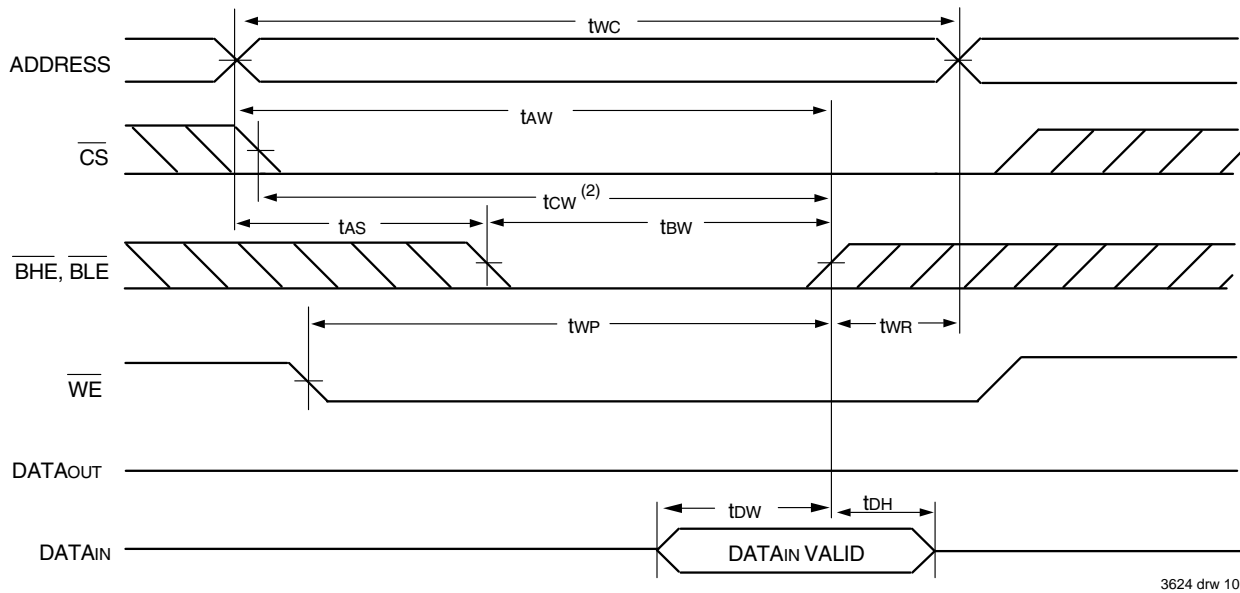 tWC
ADDRESS
tAW
CS
tCW (2)
tAS
tBW
BHE, BLE
tWP
tWR
WE
DATAOUT
tDW
tDH
DATAIN
DATAIN VALID
3624 drw 10